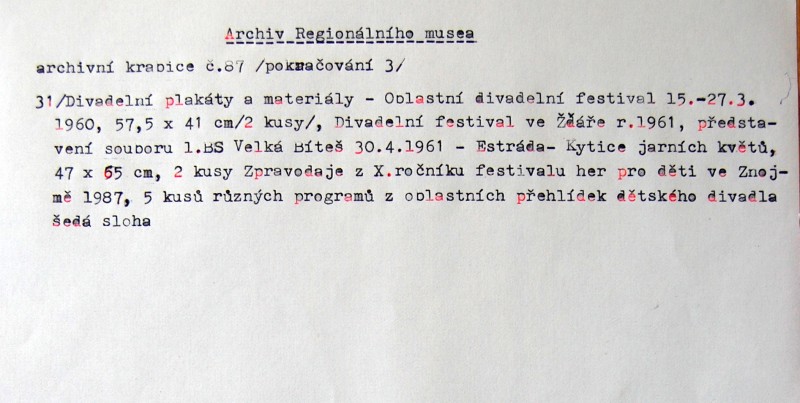 Archiv Regionálního musea
archivní krabice č.87 /pokračování 3/
31/Divadelní plakáty a materiály - Oblastní divadelní festival 15.-27.3.
1960, 57,5 x 41 cm/2 kusy/, Divadelní festival ve Žďáře r.1961, předsta-
vení souboru 1.BS Velká Bíteš 30.4.1961 - Estráda- Kytice jarních květů,
47 x 65 cm, 2 kusy Zpravodaje z X.ročníku festivalu her pro děti ve Znoj-
mě 1987, 5 kusů různých programů z oblastních přehlídek dětského divadla
šedá sloha